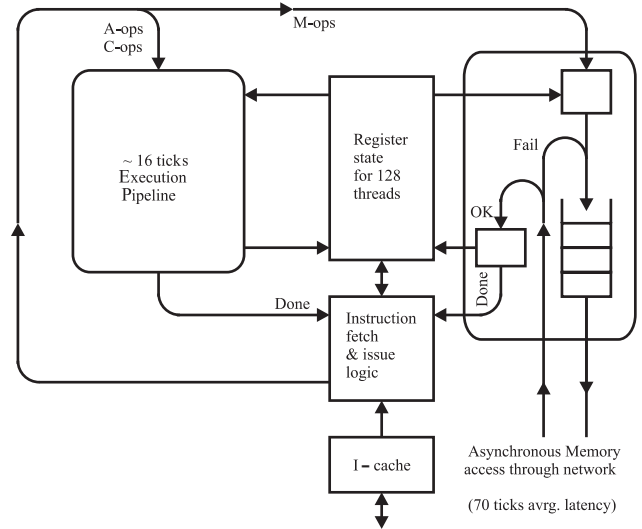 A-ops
C-ops
M-ops
~ 16 ticks
Execution
Pipeline
Register
state
for 128
threads
Fail
OK
Done
Done
Instruction
fetch
& issue
logic
I - cache
Asynchronous Memory
access through network
(70 ticks avrg. latency)